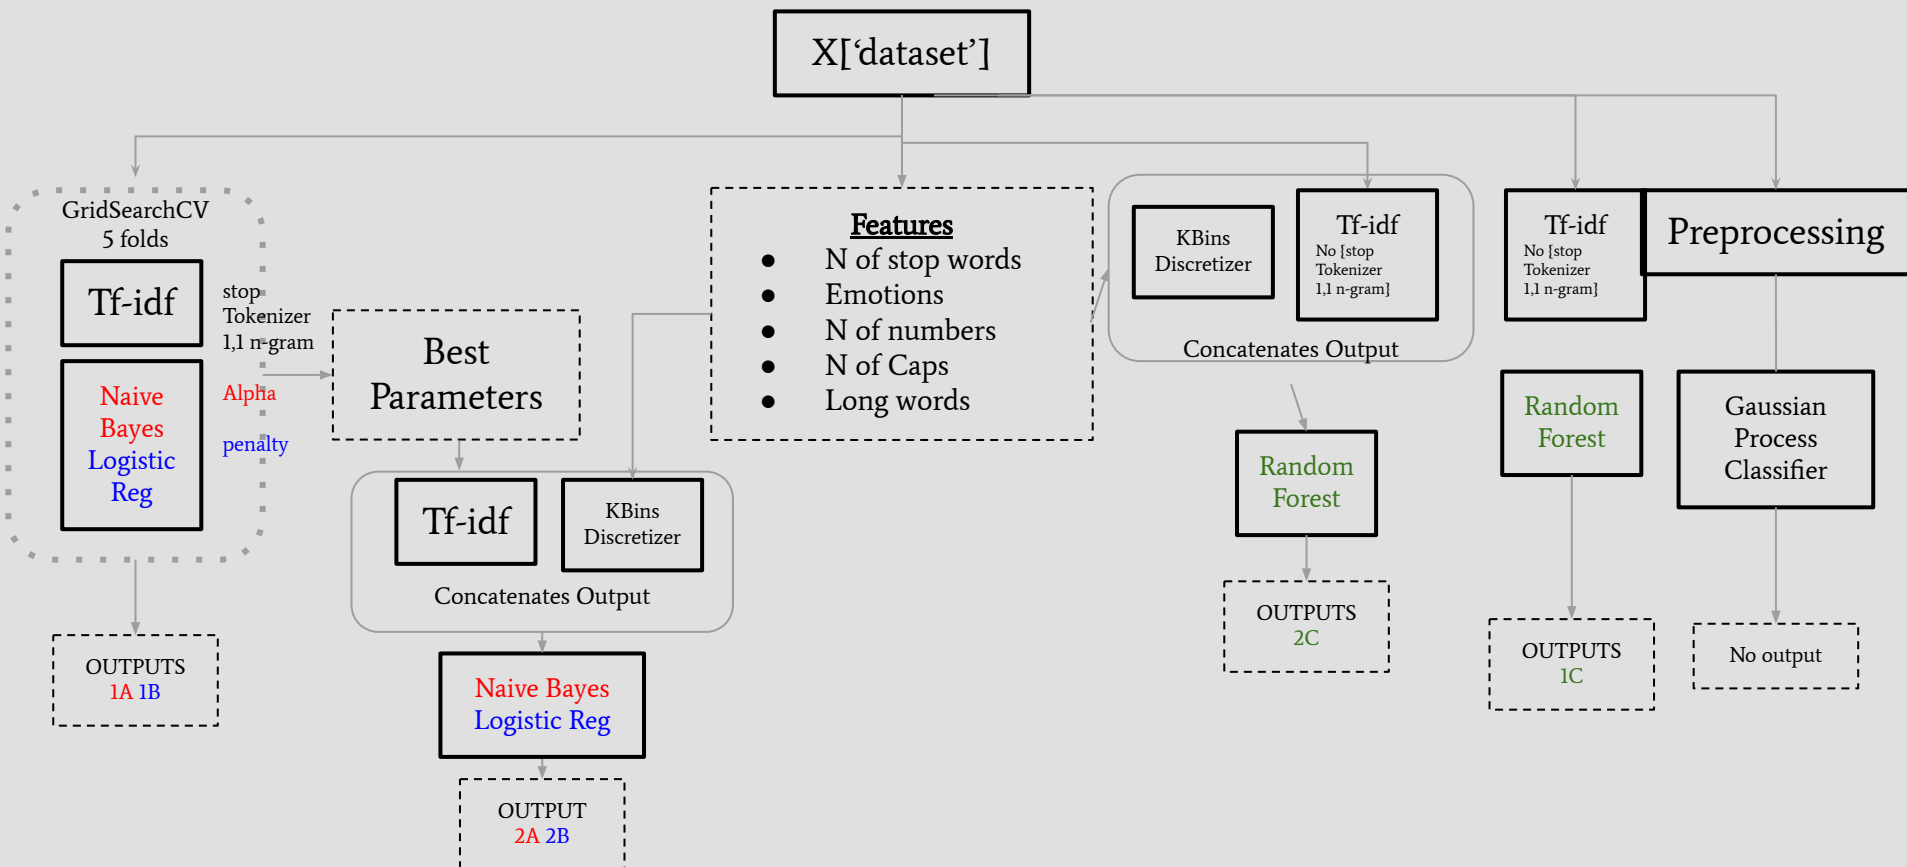 X['dataset']
GridSearchCV
5 folds
Tf-idf
stop
Tokenizer
1,1 n-gram
Naive
Bayes
Logistic
Reg
Alpha
penalty
OUTPUTS
1A 1B
Best
Parameters
Tf-idf
KBins
Discretizer
Concatenates Output
Naive Bayes
Logistic Reg
OUTPUT
2A 2B
Features
● N of stop words
● Emotions
● N of numbers
● N of Caps
● Long words
KBins
Discretizer
Tf-idf
No {stop
Tokenizer
1,1 n-gram}
Concatenates Output
Random
Forest
OUTPUTS
2C
Tf-idf
No {stop
Tokenizer
1,1 n-gram}
Random
Forest
OUTPUTS
1C
Preprocessing
Gaussian
Process
Classifier
No output